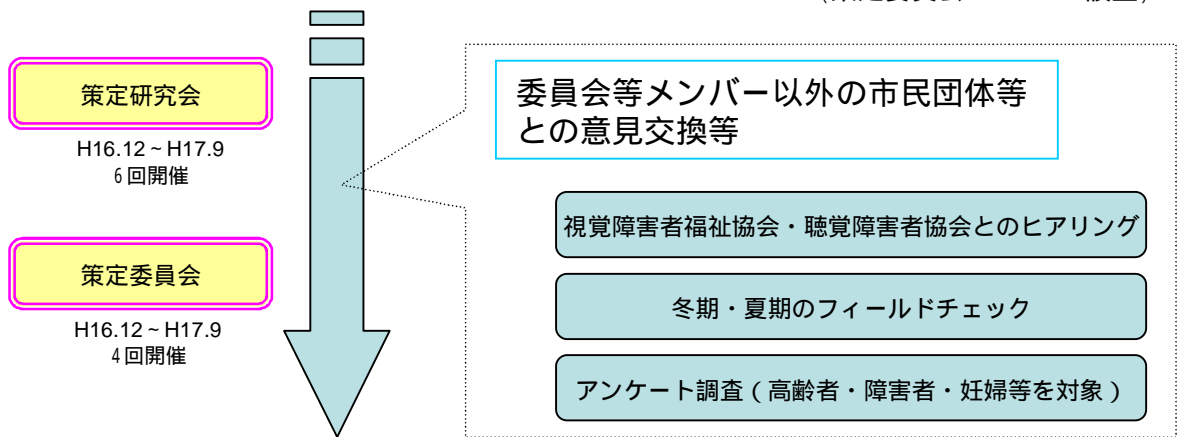 策定研究会
H16.12～H17.9
6回開催
策定委員会
H16.12～H17.9
4回開催
委員会等メンバー以外の市民団体等
との意見交換等
視覚障害者福祉協会・聴覚障害者協会とのヒアリング
冬期・夏期のフィールドチェック
アンケート調査（高齢者・障害者・妊婦等を対象）